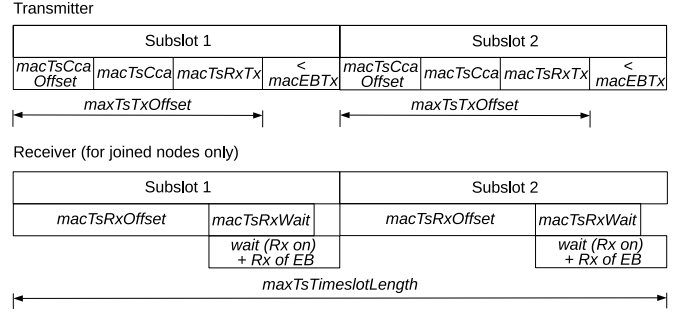 Transmitter
Subslot 1
Subslot 2
macTsCca
Offset
macTsCca
macTsRxTx
<
macEBTx
macTsCca
Offset
macTsCca
macTsRxTx
<
macEBTx
maxTsTxOffset
maxTsTxOffset
Receiver (for joined nodes only)
Subslot 1
Subslot 2
macTsRxOffset
macTsRxWait
macTsRxOffset
macTsRxWait
wait (Rx on)
+ Rx of EB
wait (Rx on)
+ Rx of EB
maxTsTimeslotLength